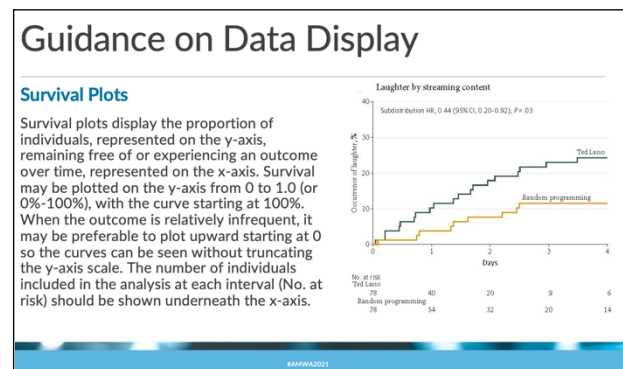 Guidance on Data Display
Survival Plots
Survival plots display the proportion of
individuals, represented on the y-axis,
remaining free of or experiencing an outcome
over time, represented on the x-axis. Survival
may be plotted on the y-axis from 0 to 1.0 (or
0%-100%), with the curve starting at 100%.
When the outcome is relatively infrequent, it
may be preferable to plot upward starting at 0
so the curves can be seen without truncating
the y-axis scale. The number of individuals
included in the analysis at each interval (No. at
risk) should be shown underneath the x-axis.
Laughter by streaming content
Subdistribution HR, 0.44 (95% CI, 0.20-0.92), P=.03
Occurrence of laughter, %
40
30
20
10
0
Ted Lasso
Random programming
0 1 2 3 4
Days
No. at risk
Ted Lasso
78 40 20 9 6
Random programming
78 54 32 20 14
#AMWA2021